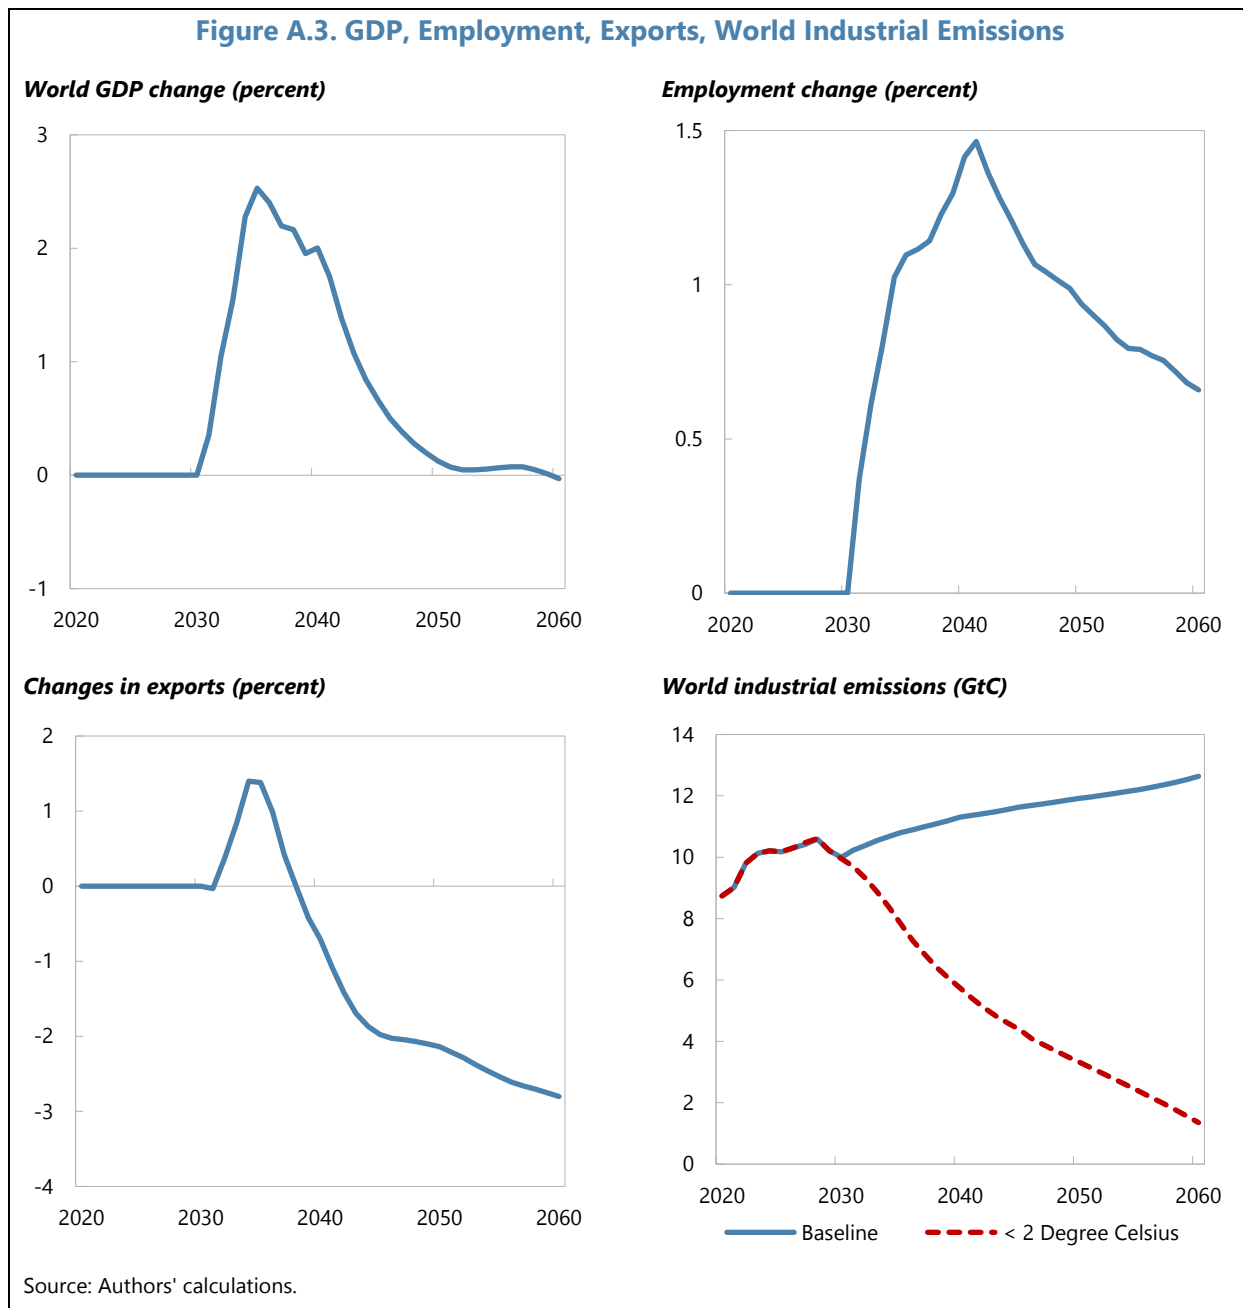 Figure A.3. GDP, Employment, Exports, World Industrial Emissions
World GDP change (percent)
3
2
1
0
-1
2020 2030 2040 2050 2060
Employment change (percent)
1.5
1
0.5
0
2020 2030 2040 2050 2060
Changes in exports (percent)
2
1
0
-1
-2
-3
-4
2020 2030 2040 2050 2060
World industrial emissions (GtC)
14
12
10
8
6
4
2
0
2020 2030 2040 2050 2060
Baseline < 2 Degree Celsius
Source: Authors' calculations.